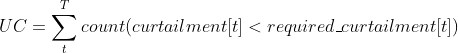 UC = \sum_{t}^{T} count(curtailment[t] < required\_curtailment[t])